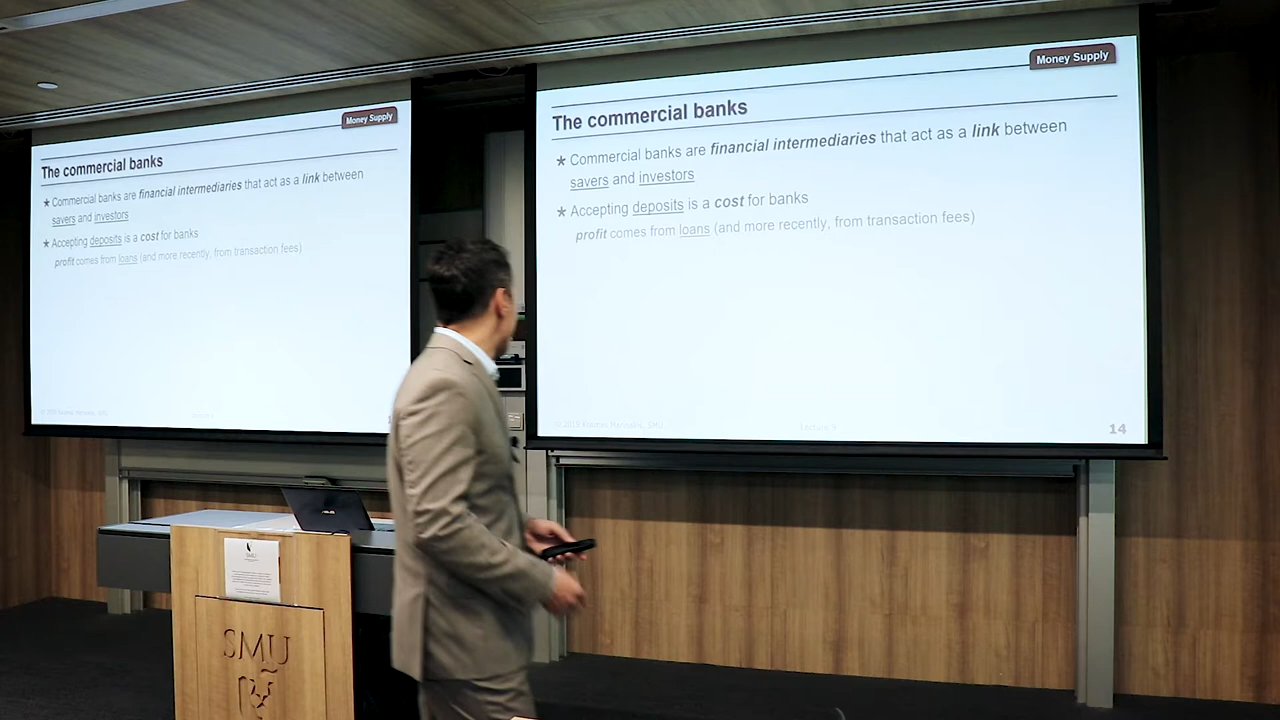 Money Supply
The commercial banks
★ Commercial banks are financial intermediaries that act as a link between
savers and investors
★ Accepting deposits is a cost for banks
profit comes from loans (and more recently, from transaction fees)
Money Supply
The commercial banks
★ Commercial banks are financial intermediaries that act as a link between
savers and investors
★ Accepting deposits is a cost for banks
profit comes from loans (and more recently, from transaction fees)
14
SMU